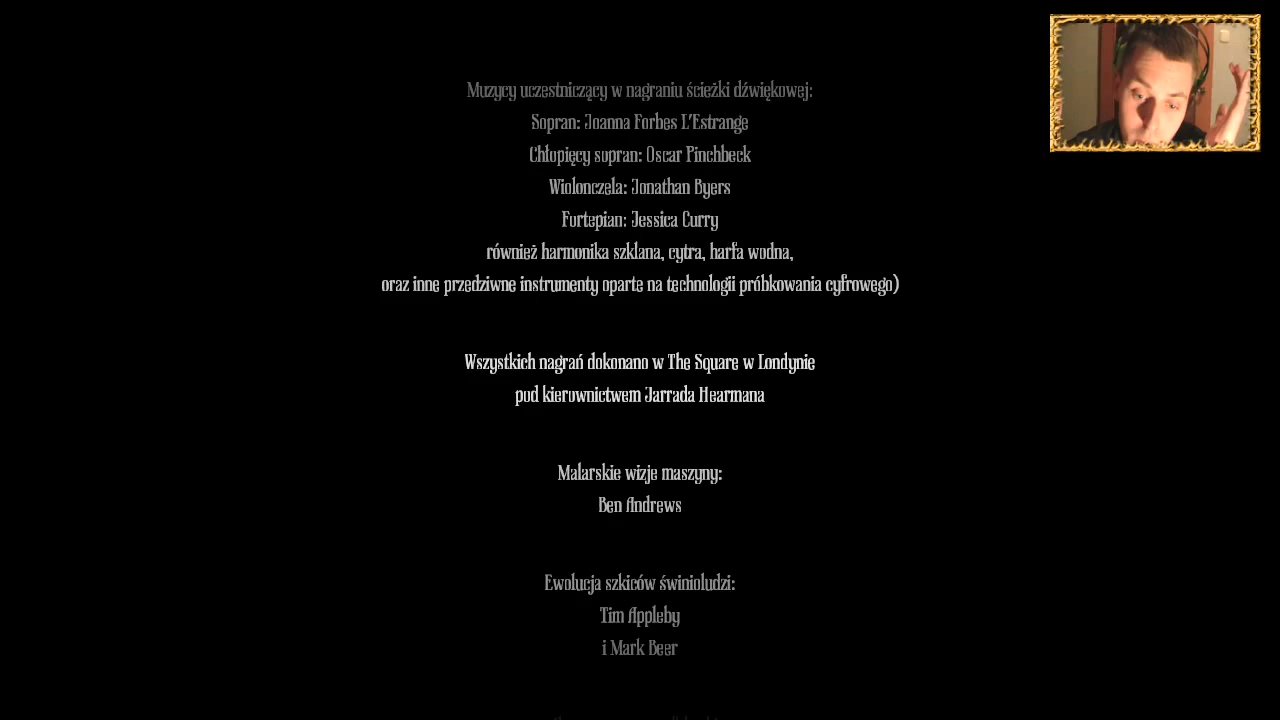 Muzycy uczestniczący w nagraniu ścieżki dźwiękowej:
Sopran: Joanna Forbes L'Estrange
Chłopięcy sopran: Oscar Pinchbeck
Wiolonczela: Jonathan Byers
Fortepian: Jessica Curry
również harmonika szklana, cytra, harfa wodna,
oraz inne przedziwne instrumenty oparte na technologii próbkowania cyfrowego)
Wszystkich nagrań dokonano w The Square w Londynie
pod kierownictwem Jarrada Hearmana
Malarskie wizje maszyny:
Ben Andrews
Ewolucja szkiców świnioludzi:
Tim Appleby
i Mark Beer